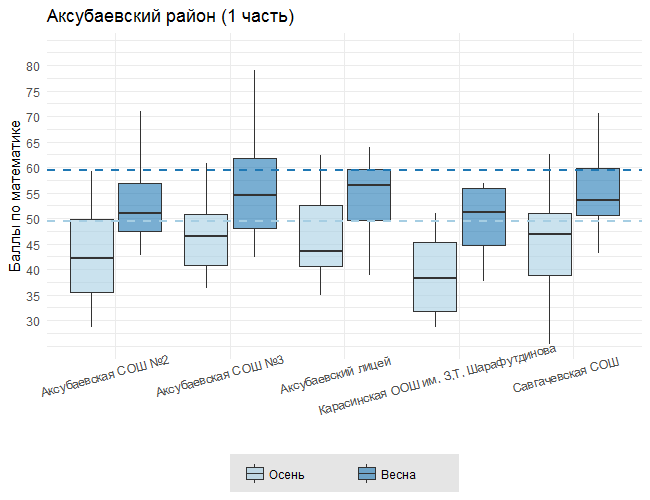 Аксубаевский район (1 часть)
Баллы по математике
80
75
70
65
60
55
50
45
40
35
30
Аксубаевская СОШ №2
Аксубаевская СОШ №3
Аксубаевский лицей
Карасинская ООШ им. З.Т. Шарафутдинова
Савгачевская СОШ
Осень
Весна